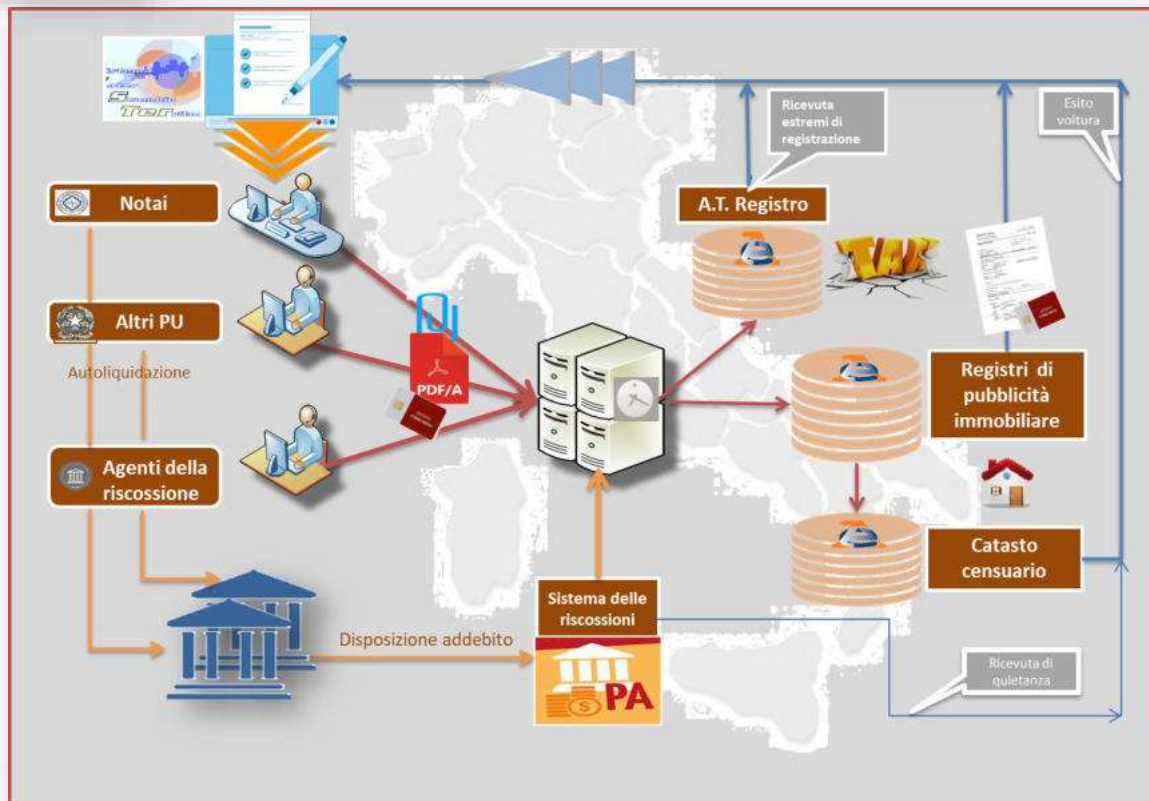 Notai
Altri PU
Autoliquidazione
Agenti della
riscossione
Disposizione addebito
PDF/A
Sistema delle
riscossioni
PA
Ricevuta
estremi di
registrazione
A.T. Registro
TAX
Esito
voltura
Registri di
pubblicità
immobiliare
Catasto
censuario
Ricevuta di
quietanza